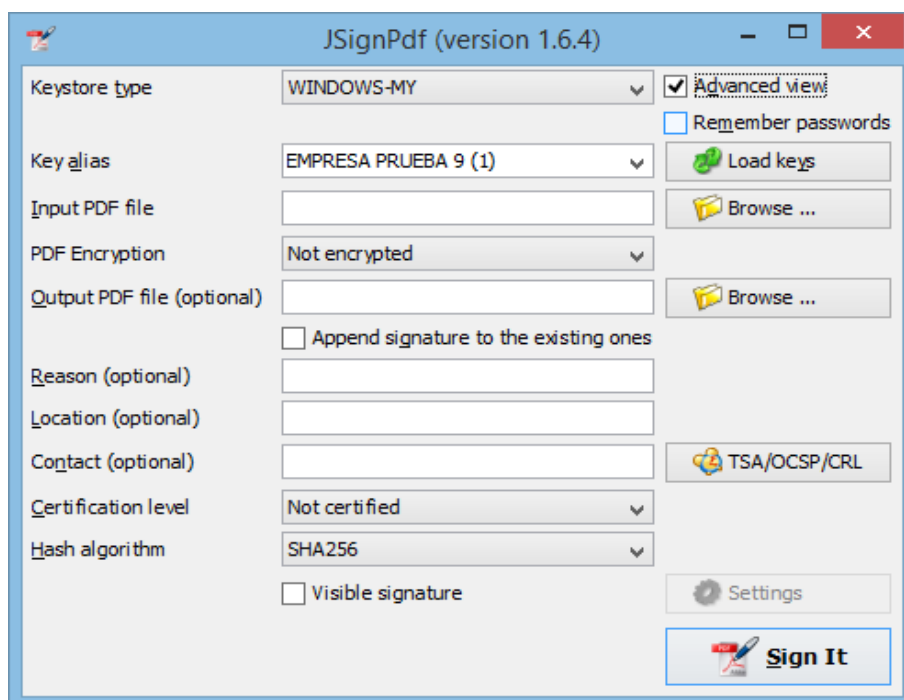 JSignPdf (version 1.6.4)
Keystore type WINDOWS-MY Advanced view
Remember passwords
Key alias EMPRESA PRUEBA 9 (1) Load keys
Input PDF file Browse ...
PDF Encryption Not encrypted
Output PDF file (optional) Browse ...
Append signature to the existing ones
Reason (optional)
Location (optional)
Contact (optional) TSA/OCSP/CRL
Certification level Not certified
Hash algorithm SHA256
Visible signature Settings
Sign It